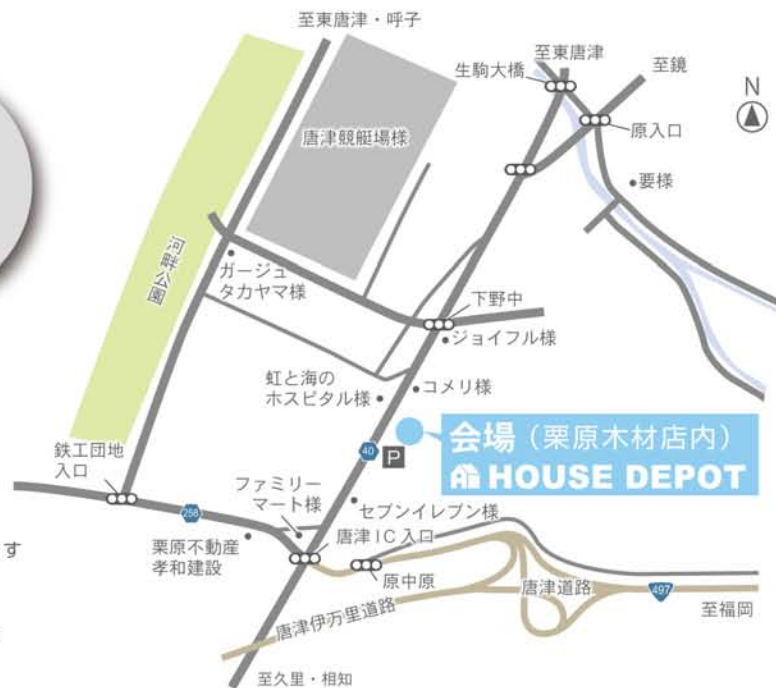 至東唐津・呼子
至東唐津
生駒大橋
至鏡
N
唐津競艇場様
原入口
要様
河畔公園
ガージュ
タカヤマ様
下野中
ジョイフル様
虹と海の
ホスピタル様
コメリ様
会場（栗原木材店内）
HOUSE DEPOT
40
P
鉄工団地
入口
ファミリー
マート様
セブンイレブン様
258
唐津IC入口
栗原不動産
孝和建設
す
原中原
唐津道路
497
唐津伊万里道路
至福岡
至久里・相知